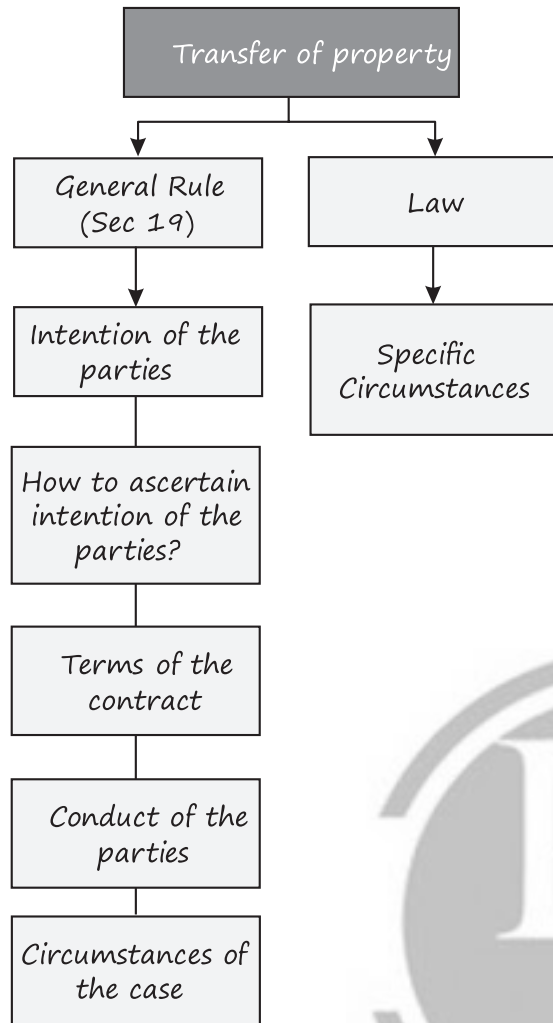 Transfer of property
General Rule
(Sec 19)
Law
Intention of the
parties
Specific
Circumstances
How to ascertain
intention of the
parties?
Terms of the
contract
Conduct of the
parties
Circumstances of
the case